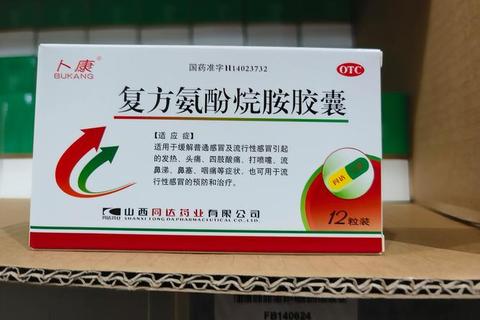 卜康
BUKANG
国药准字H14023732
OTC
复方氨酚烷胺胶囊
【适应症】
适用于缓解普通感冒及流行性感冒引起
的发热、头痛、四肢酸痛、打喷嚏、流
鼻涕、鼻塞、咽痛等症状,也可用于流
行性感冒的预防和治疗。
同达
12粒装
山西同达药业有限公司
SHANXI TONGDA PHARMACEUTICAL CO.,LTD.
FB140624